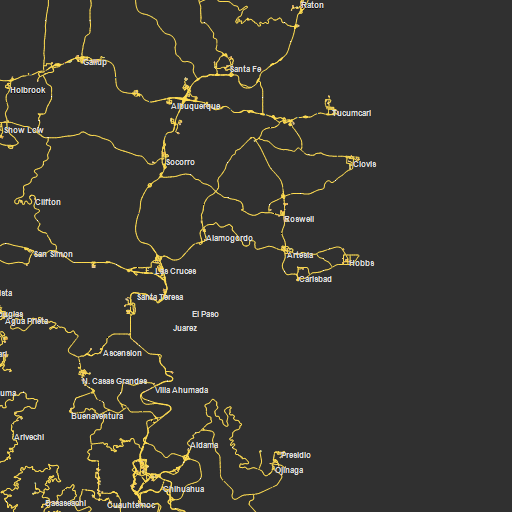 Raton
Gallup
Santa Fe
Holbrook
Albuquerque
Tucumcari
Show Low
Socorro
Clovis
Clifton
Roswell
Alamogordo
San Simon
Artesia
Hobbs
Las Cruces
Carlsbad
ista
Santa Teresa
El Paso
Agua Prieta
Juarez
Ascension
N. Casas Grandes
Villa Ahumada
uma
Buenaventura
Arivechi
Aldama
Presidio
Ojinaga
Chihuahua
Cuauhtemoc